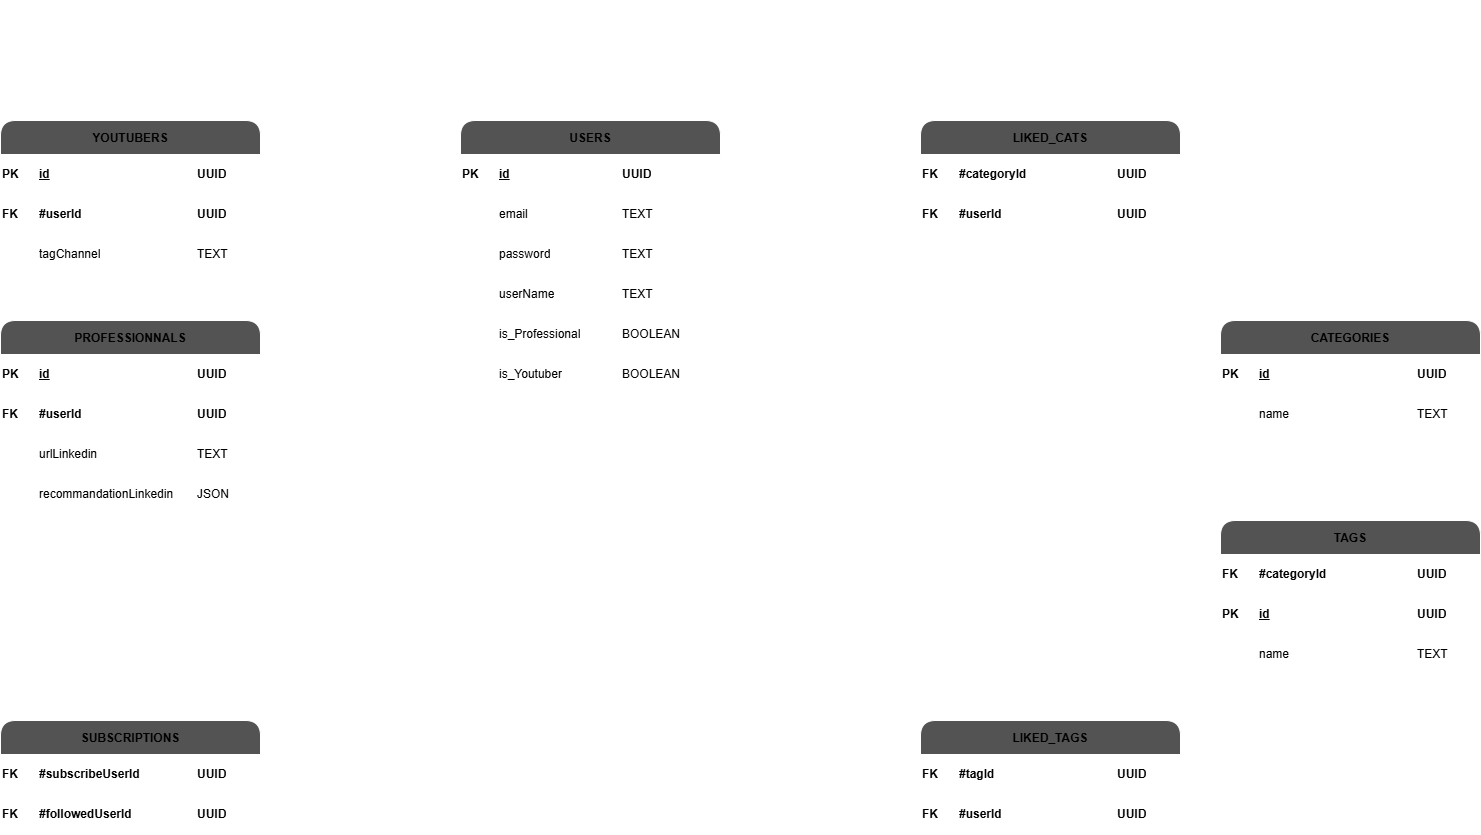 YOUTUBERS
PK id UUID
FK #userId UUID
tagChannel TEXT
USERS
PK id UUID
email TEXT
password TEXT
userName TEXT
is_Professional BOOLEAN
is_Youtuber BOOLEAN
LIKED_CATS
FK #categoryId UUID
FK #userId UUID
PROFESSIONNALS
PK id UUID
FK #userId UUID
urlLinkedin TEXT
recommandationLinkedin JSON
CATEGORIES
PK id UUID
name TEXT
TAGS
FK #categoryId UUID
PK id UUID
name TEXT
SUBSCRIPTIONS
FK #subscribeUserId UUID
FK #followedUserId UUID
LIKED_TAGS
FK #tagId UUID
FK #userId UUID